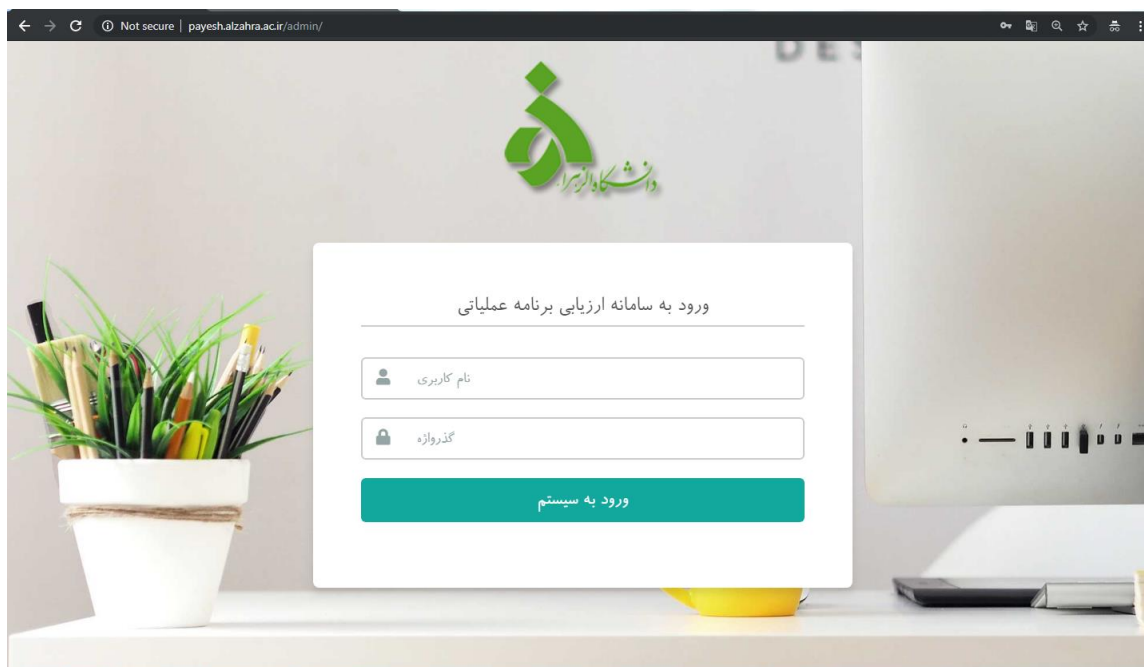 Not secure | payesh.alzahra.ac.ir/admin/
DES
دانشگاه الزهرا
ورود به سامانه ارزیابی برنامه عملیاتی
نام کاربری
گذرواژه
ورود به سیستم